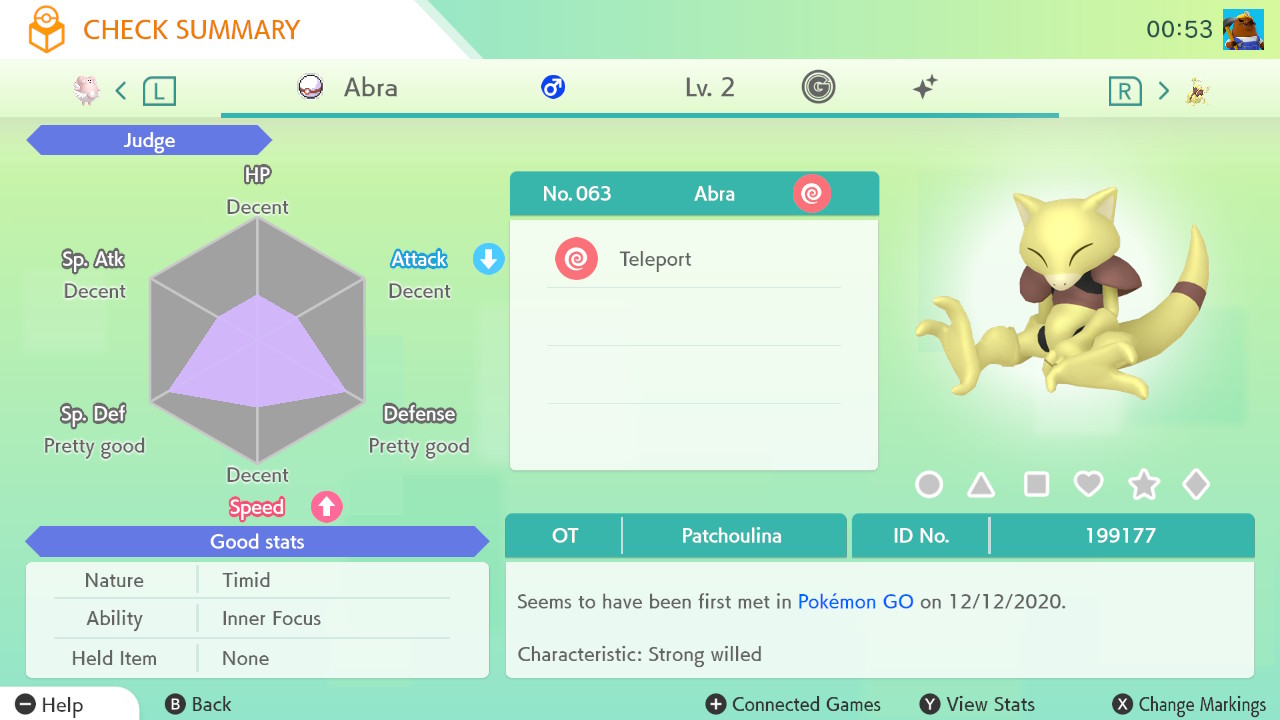 CHECK SUMMARY
00:53
L
Abra
Lv. 2
G
R
Judge
HP
Decent
Sp. Atk
Decent
Attack
Decent
Sp. Def
Pretty good
Defense
Pretty good
Decent
Speed
Good stats
Nature Timid
Ability Inner Focus
Held Item None
No. 063 Abra
Teleport
OT Patchoulina ID No. 199177
Seems to have been first met in Pokémon GO on 12/12/2020.
Characteristic: Strong willed
Help
B Back
Connected Games
Y View Stats
X Change Markings